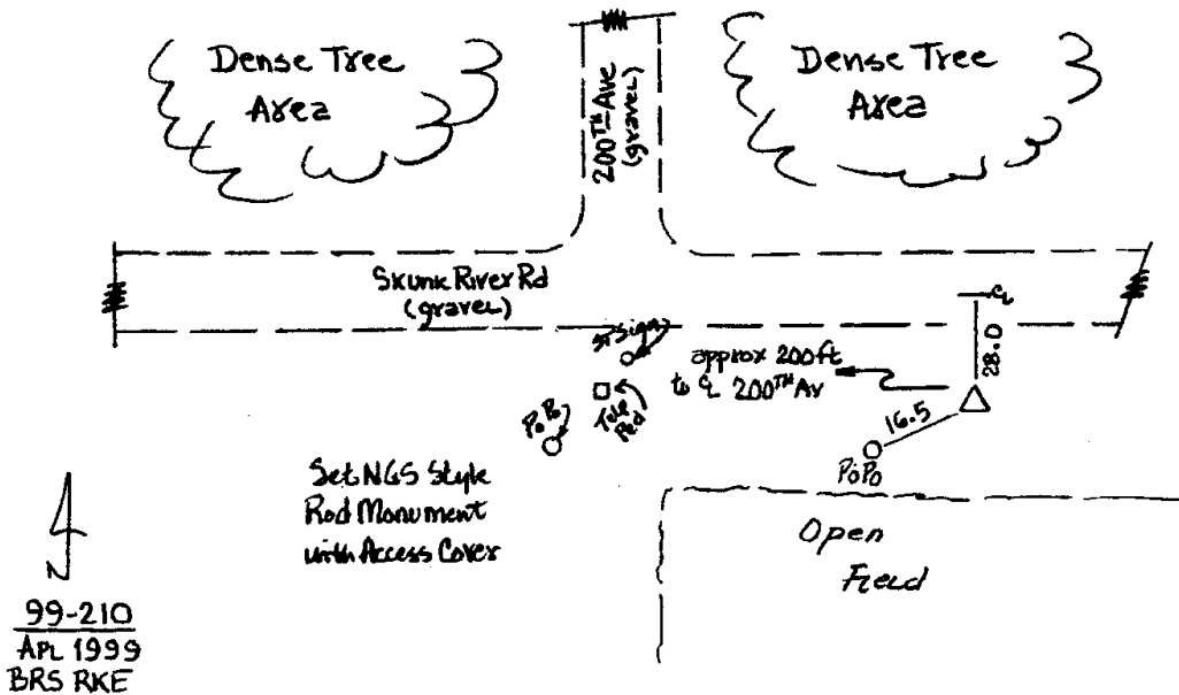 Dense Tree
Area
200TH Ave
(gravel)
Dense Tree
Area
Skunk River Rd
(gravel)
℄
28.0
St Sign
approx 200ft
to ℄ 200TH Av
Tele
Ped
PoPo
16.5
PoPo
Set NGS Style
Rod Monument
with Access Cover
Open
Field
N
99-210
APL 1999
BRS RKE